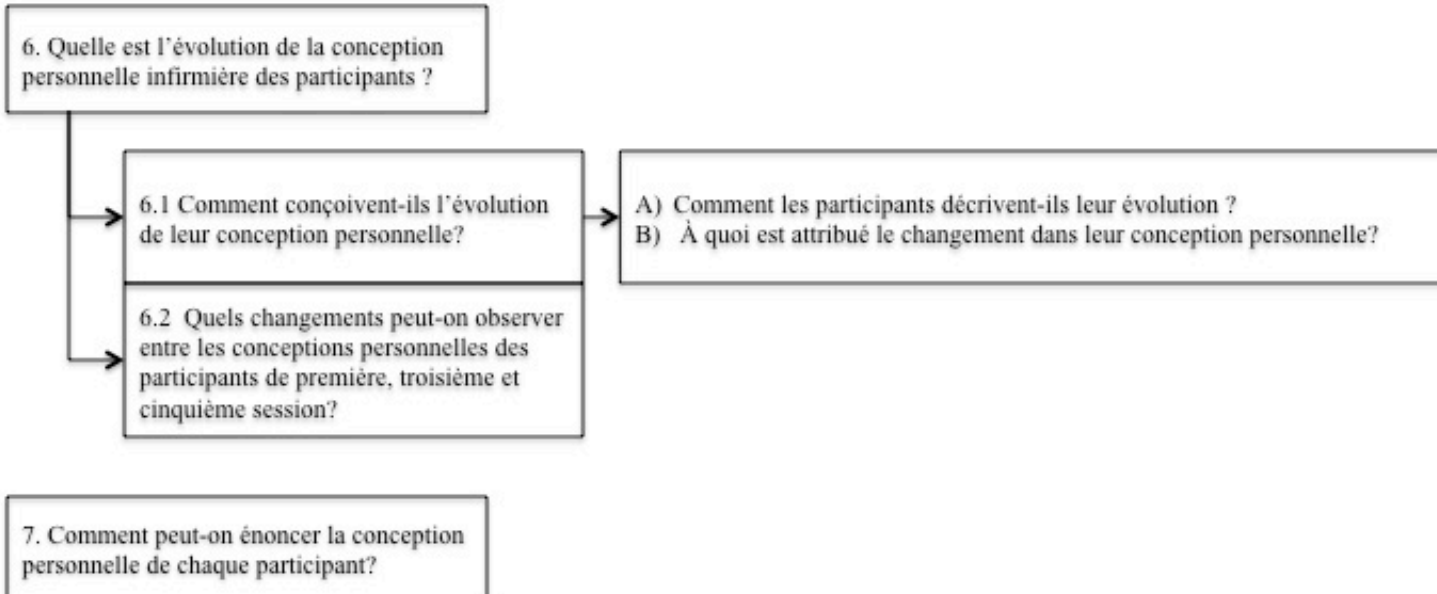 6. Quelle est l'évolution de la conception
personnelle infirmière des participants ?
6.1 Comment conçoivent-ils l'évolution
de leur conception personnelle?
A) Comment les participants décrivent-ils leur évolution ?
B) À quoi est attribué le changement dans leur conception personnelle?
6.2 Quels changements peut-on observer
entre les conceptions personnelles des
participants de première, troisième et
cinquième session?
7. Comment peut-on énoncer la conception
personnelle de chaque participant?